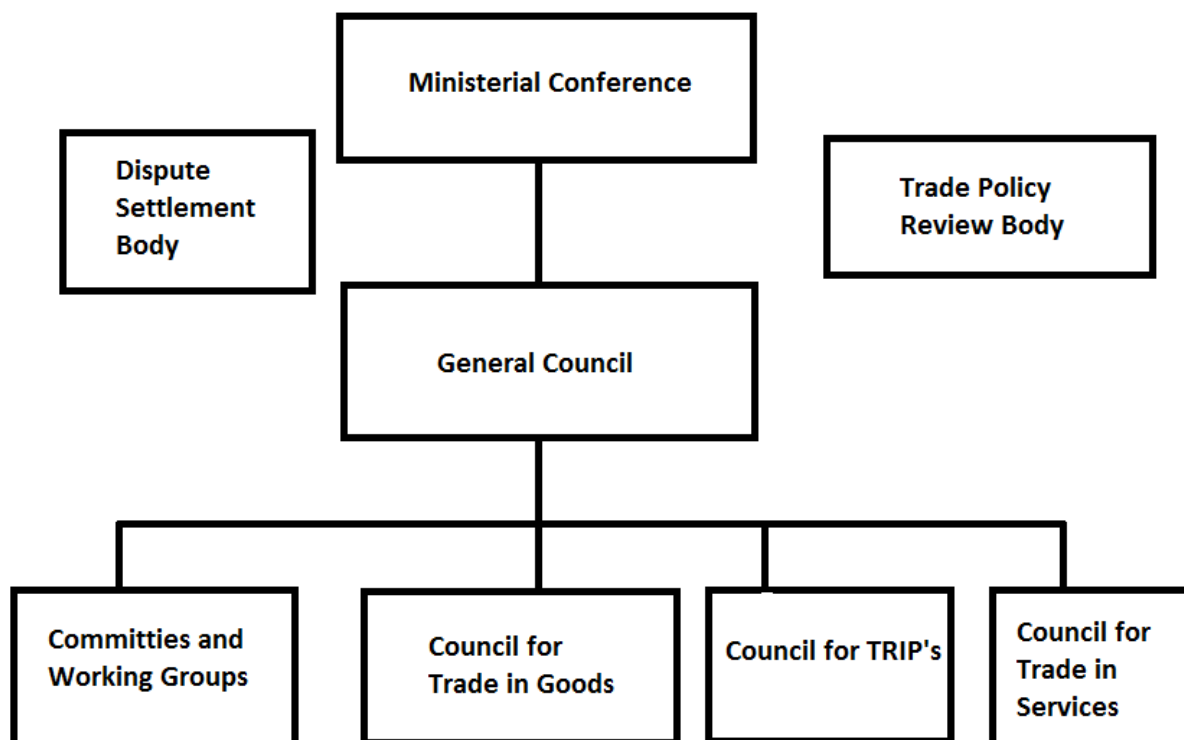 Ministerial Conference
Dispute
Settlement
Body
Trade Policy
Review Body
General Council
Committies and
Working Groups
Council for
Trade in Goods
Council for TRIP's
Council for
Trade in
Services